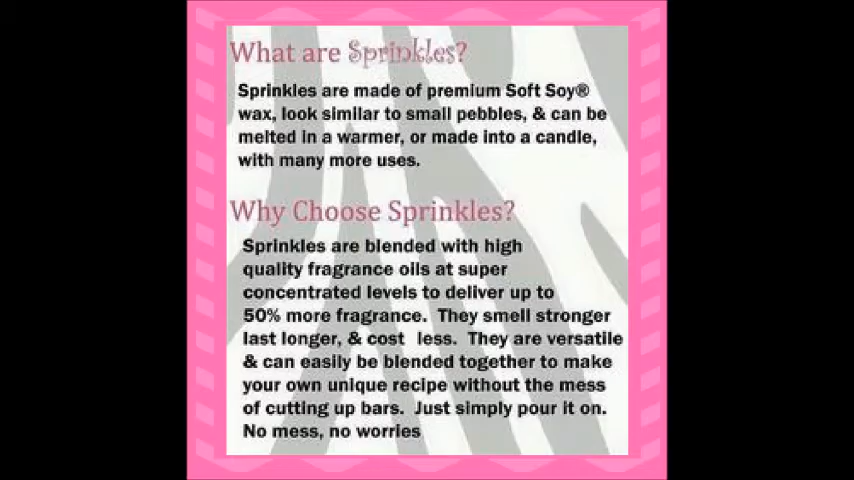 What are Sprinkles?
Sprinkles are made of premium Soft Soy®
wax, look similar to small pebbles, & can be
melted in a warmer, or made into a candle,
with many more uses.
Why Choose Sprinkles?
Sprinkles are blended with high
quality fragrance oils at super
concentrated levels to deliver up to
50% more fragrance. They smell stronger
last longer, & cost less. They are versatile
& can easily be blended together to make
your own unique recipe without the mess
of cutting up bars. Just simply pour it on.
No mess, no worries